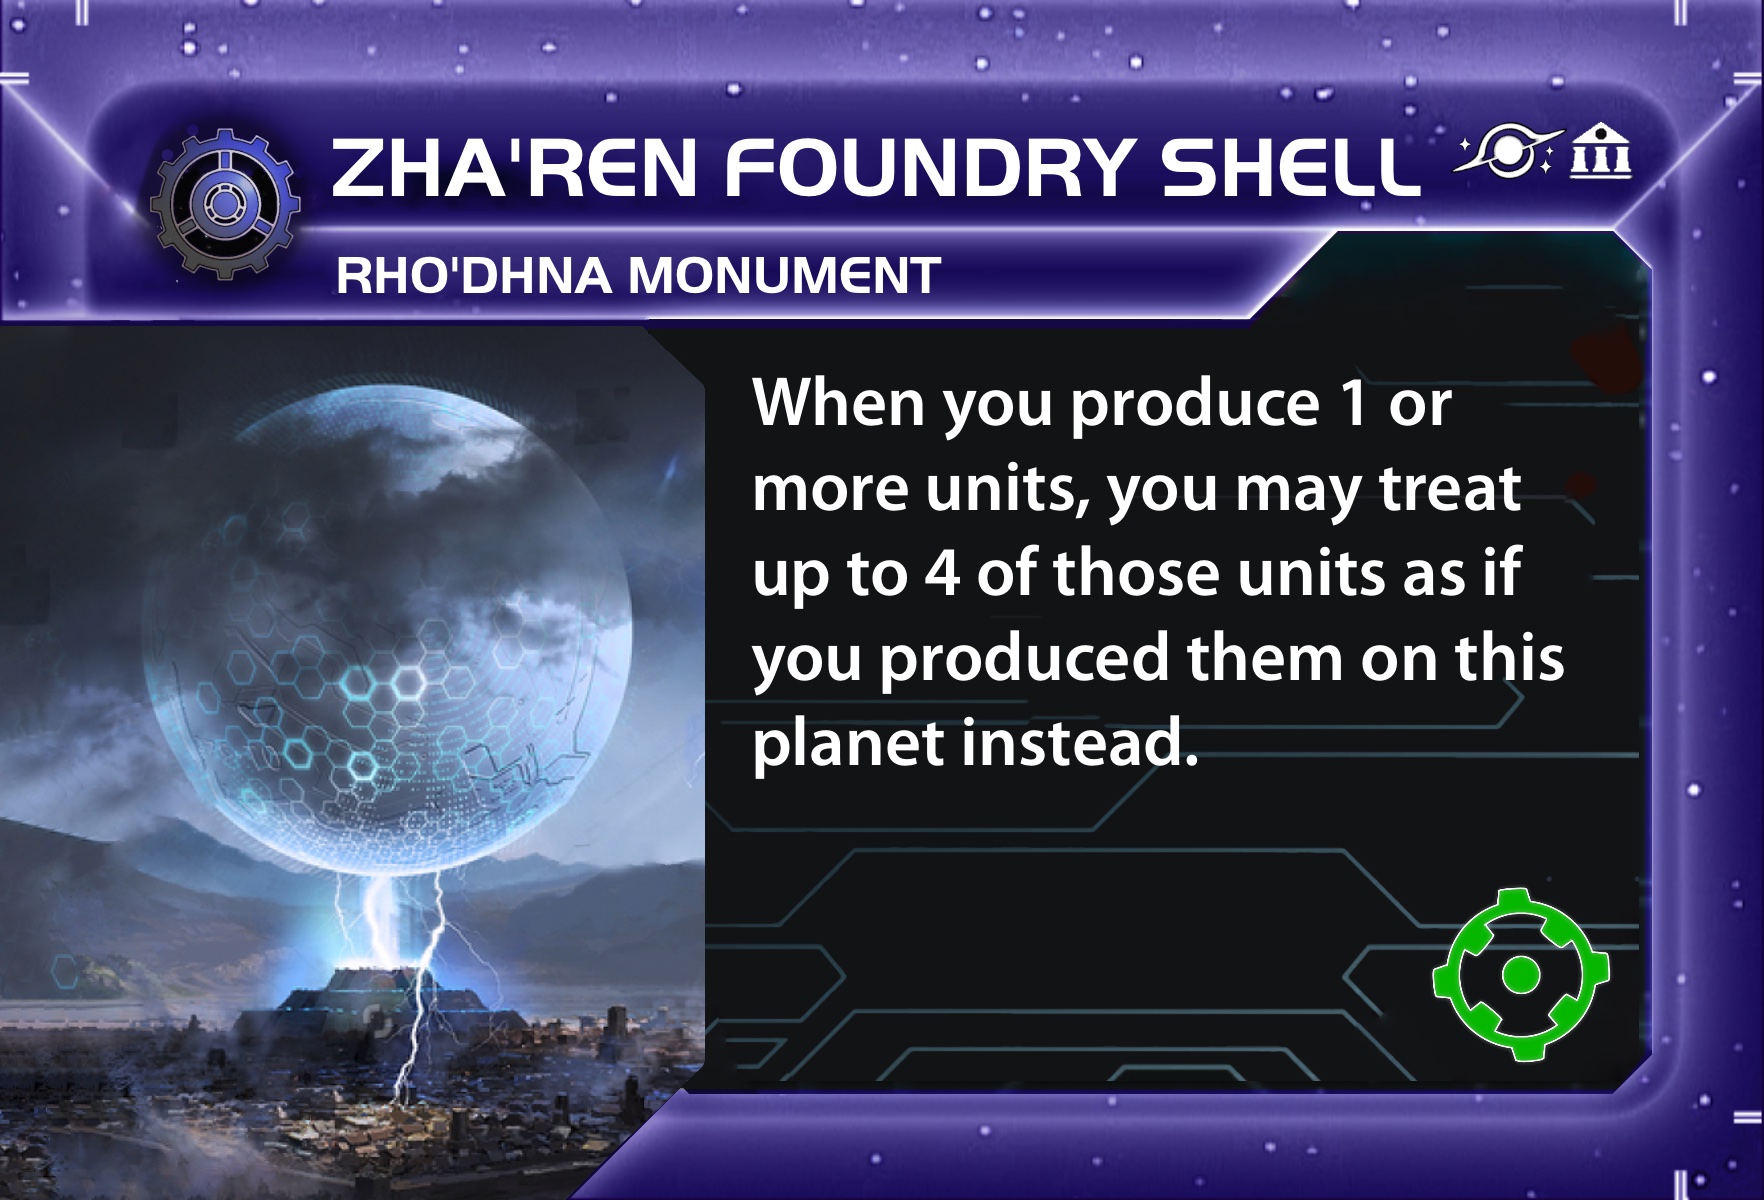 ZHA'REN FOUNDRY SHELL
RHO'DHNA MONUMENT
When you produce 1 or
more units, you may treat
up to 4 of those units as if
you produced them on this
planet instead.